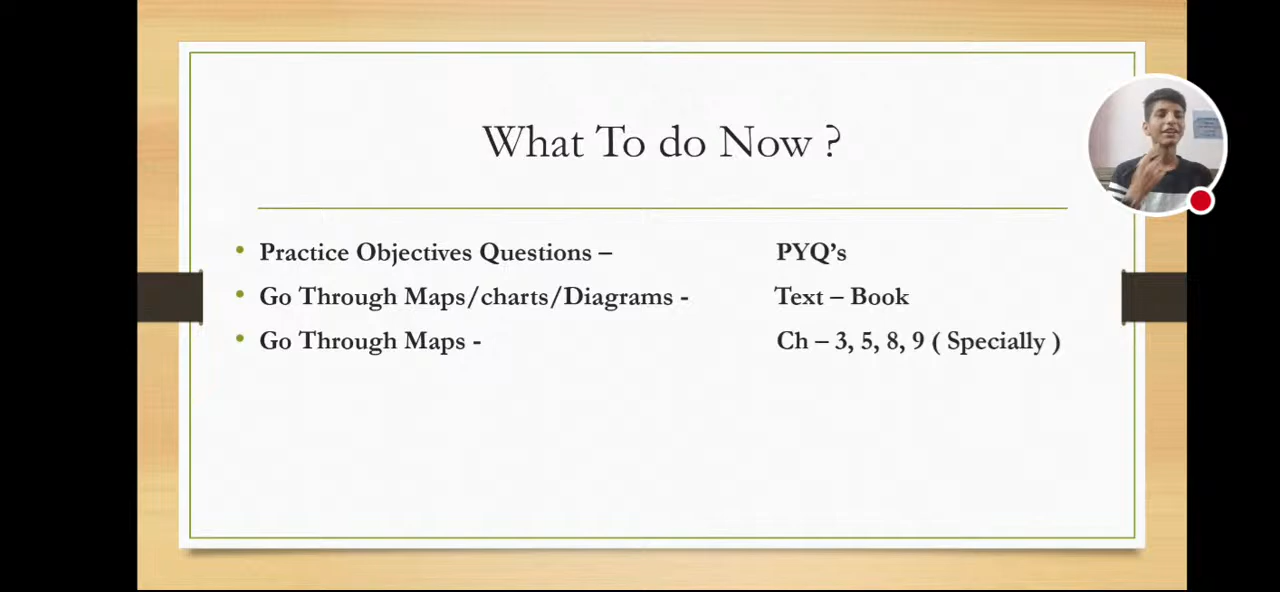 What To do Now ?
• Practice Objectives Questions – PYQ’s
• Go Through Maps/charts/Diagrams - Text – Book
• Go Through Maps - Ch – 3, 5, 8, 9 ( Specially )